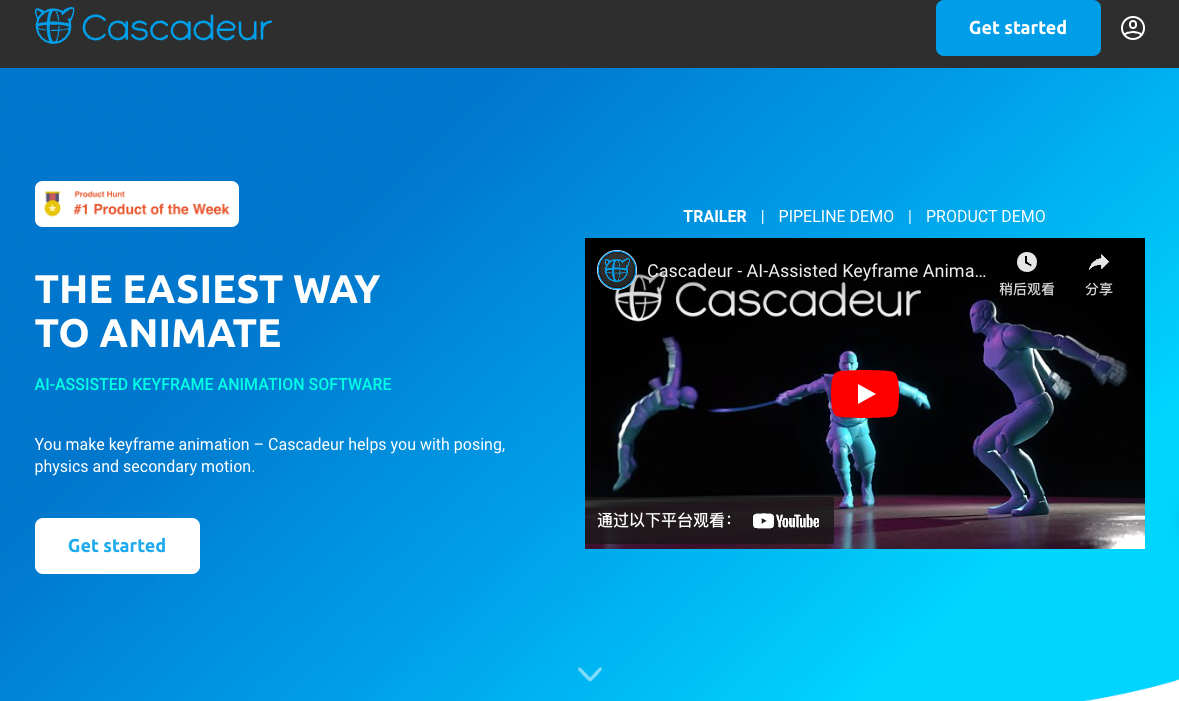 Cascadeur
Get started
Product Hunt
#1 Product of the Week
THE EASIEST WAY
TO ANIMATE
AI-ASSISTED KEYFRAME ANIMATION SOFTWARE
You make keyframe animation – Cascadeur helps you with posing,
physics and secondary motion.
Get started
TRAILER | PIPELINE DEMO | PRODUCT DEMO
Cascadeur - AI-Assisted Keyframe Anima...
稍后观看
分享
Cascadeur
通过以下平台观看： YouTube